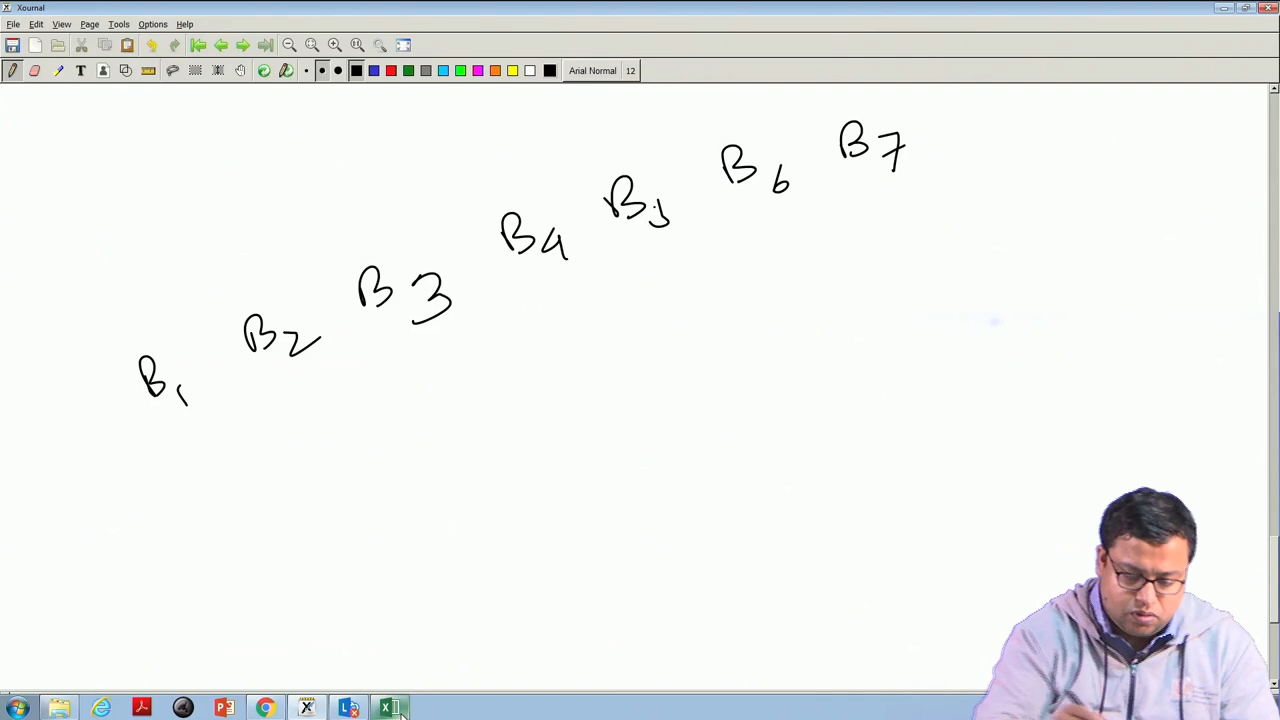 Xournal
File Edit View Page Tools Options Help
T Arial Normal 12
B1 B2 B3 B4 B5 B6 B7